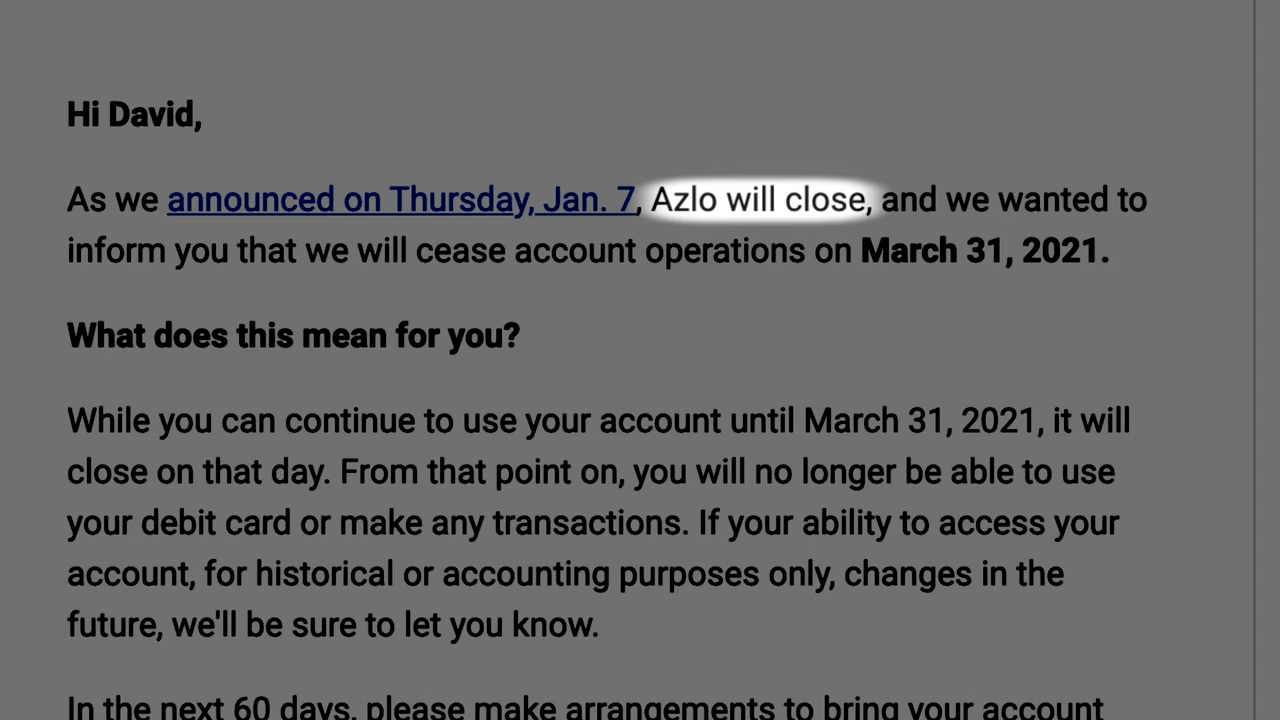 Hi David,
As we announced on Thursday, Jan. 7, Azlo will close, and we wanted to
inform you that we will cease account operations on March 31, 2021.
What does this mean for you?
While you can continue to use your account until March 31, 2021, it will
close on that day. From that point on, you will no longer be able to use
your debit card or make any transactions. If your ability to access your
account, for historical or accounting purposes only, changes in the
future, we'll be sure to let you know.
In the next 60 days, please make arrangements to bring your account